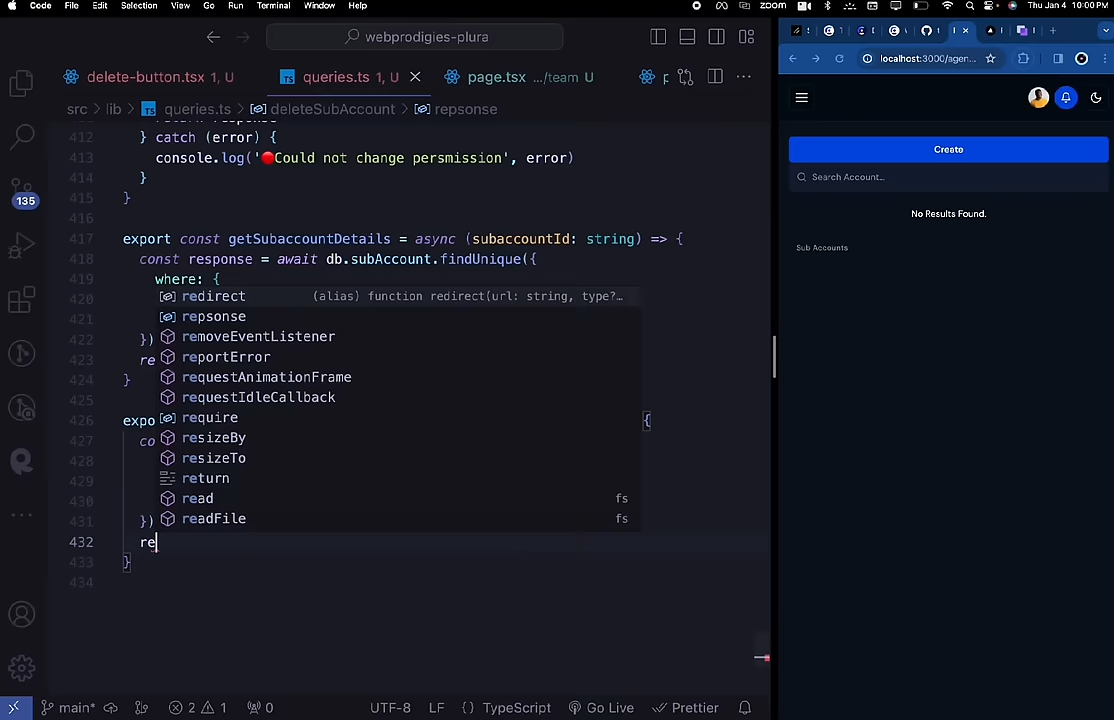 Code File Edit Selection View Go Run Terminal Window Help
zoom
Thu Jan 4 10:00 PM
webprodigies-plura
delete-button.tsx 1, U
queries.ts 1, U
page.tsx .../team U
src > lib > queries.ts > deleteSubAccount > repsonse
412 } catch (error) {
413 console.log('🔴Could not change persmission', error)
414 }
415 }
416
417 export const getSubaccountDetails = async (subaccountId: string) => {
418 const response = await db.subAccount.findUnique({
419 where: {
420 redirect (alias) function redirect(url: string, type?…
421 repsonse
422 }) removeEventListener
423 re reportError
424 } requestAnimationFrame
425 requestIdleCallback
426 expo require {
427 co resizeBy
428 resizeTo
429 return
430 read fs
431 }) readFile fs
432 re
433 }
434
135
main* 2 1 0 UTF-8 LF {} TypeScript Go Live Prettier
localhost:3000/agen…
Create
Search Account...
No Results Found.
Sub Accounts